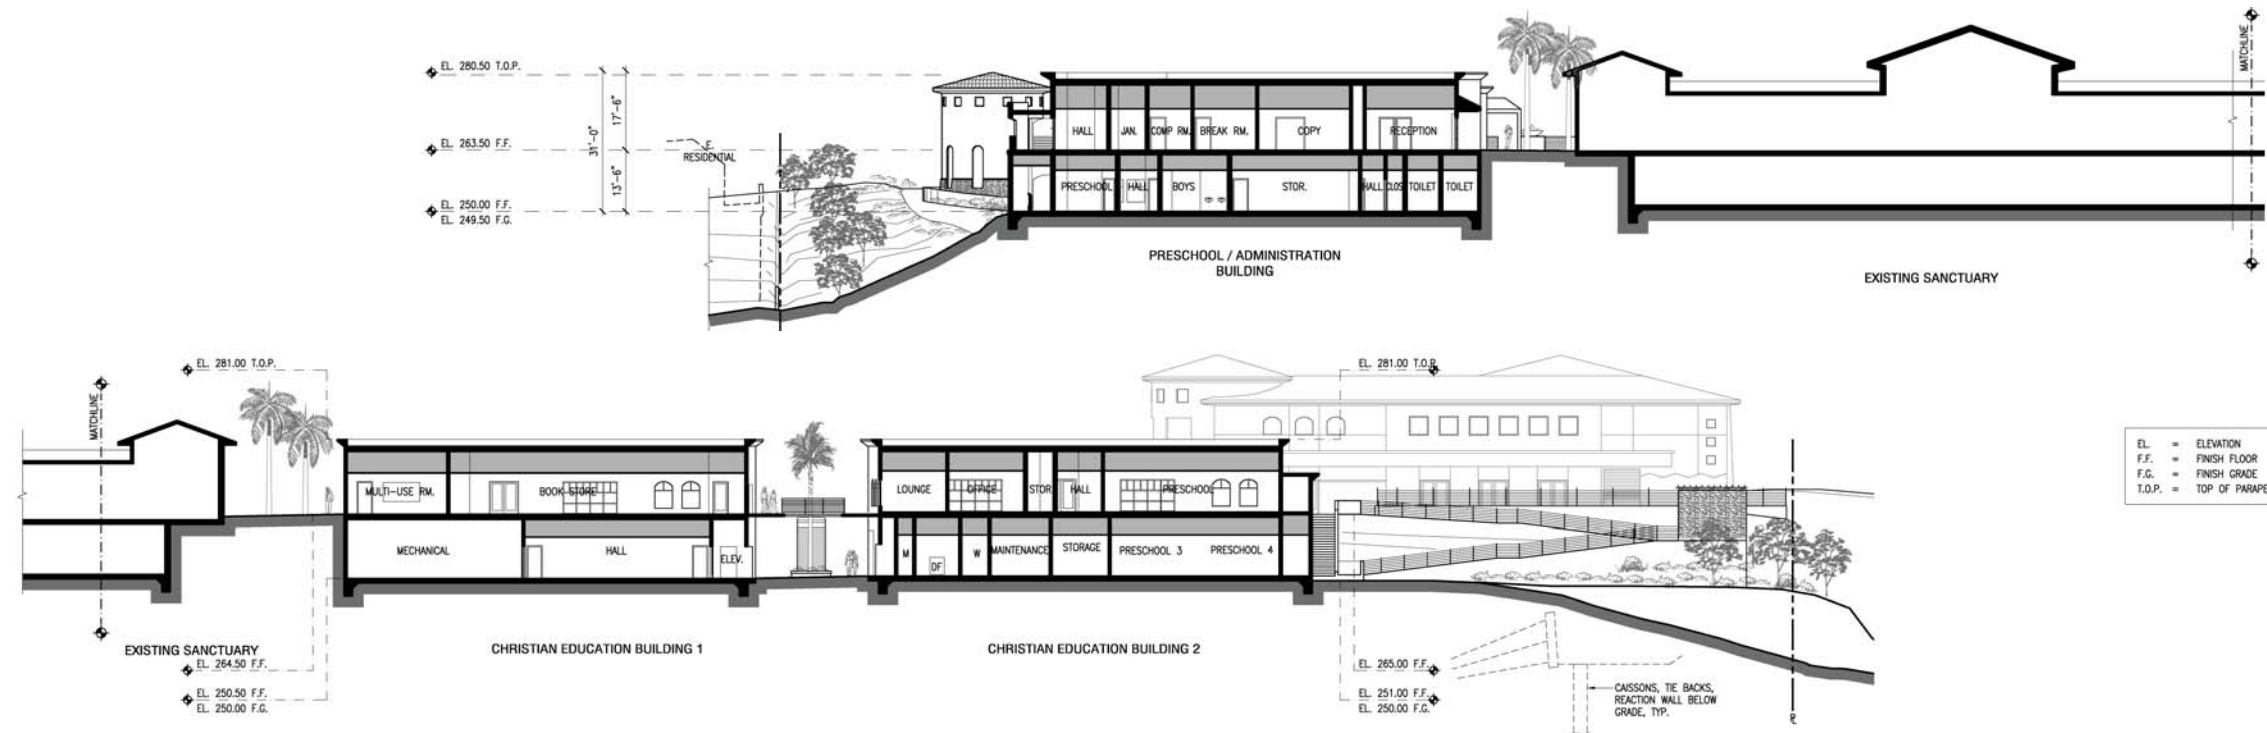 EL. 280.50 T.O.P.
17'-6"
31'-0"
EL. 263.50 F.F.
13'-6"
EL. 250.00 F.F.
EL. 249.50 F.G.
E.
RESIDENTIAL
HALL
JAN.
COMP RM.
BREAK RM.
COPY
RECEPTION
PRESCHOOL
HALL
BOYS
STOR.
HALL
CLOS
TOILET
TOILET
MATCHLINE
PRESCHOOL / ADMINISTRATION
BUILDING
EXISTING SANCTUARY
EL. 281.00 T.O.P.
MATCHLINE
MULTI-USE RM.
BOOK STORE
MECHANICAL
HALL
ELEV.
LOUNGE
OFFICE
STOR
HALL
PRESCHOOL
M
DF
W
MAINTENANCE
STORAGE
PRESCHOOL 3
PRESCHOOL 4
EL. 281.00 T.O.P.
EL. = ELEVATION
F.F. = FINISH FLOOR
F.G. = FINISH GRADE
T.O.P. = TOP OF PARAPE
EXISTING SANCTUARY
EL. 264.50 F.F.
EL. 250.50 F.F.
EL. 250.00 F.G.
CHRISTIAN EDUCATION BUILDING 1
CHRISTIAN EDUCATION BUILDING 2
EL. 265.00 F.F.
EL. 251.00 F.F.
EL. 250.00 F.G.
CAISSONS, TIE BACKS,
REACTION WALL BELOW
GRADE, TYP.